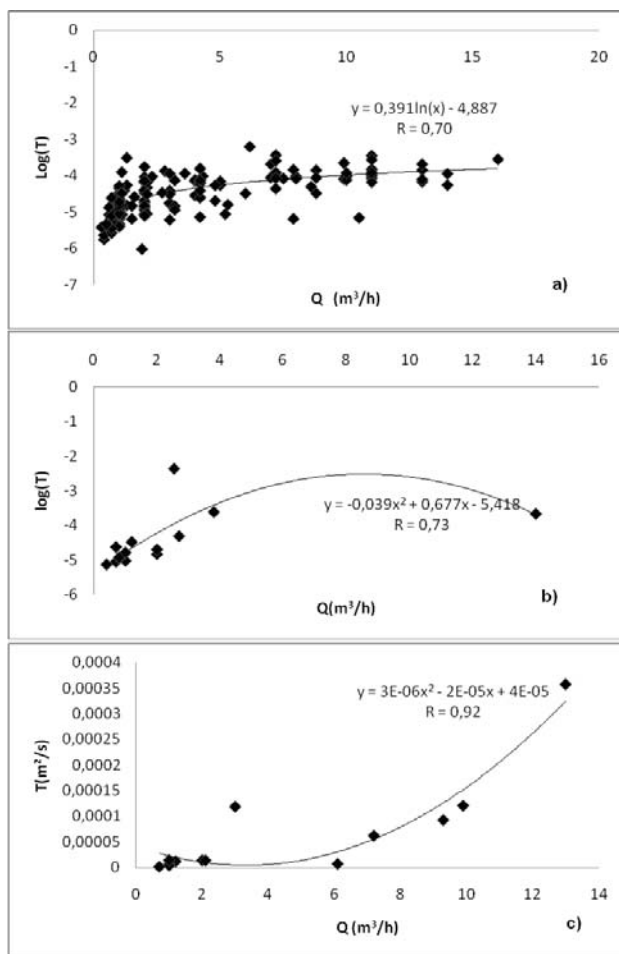 0 5 10 15 20
0
-1
-2
-3
-4
-5
-6
-7
Log(T)
y = 0,391ln(x) - 4,887
R = 0,70
Q (m³/h)
a)
0 2 4 6 8 10 12 14 16
0
-1
-2
-3
-4
-5
-6
log(T)
y = -0,039x² + 0,677x - 5,418
R = 0,73
Q(m³/h)
b)
0,0004
0,00035
0,0003
0,00025
0,0002
0,00015
0,0001
0,00005
0
T(m²/s)
y = 3E-06x² - 2E-05x + 4E-05
R = 0,92
0 2 4 6 8 10 12 14
Q (m³/h)
c)